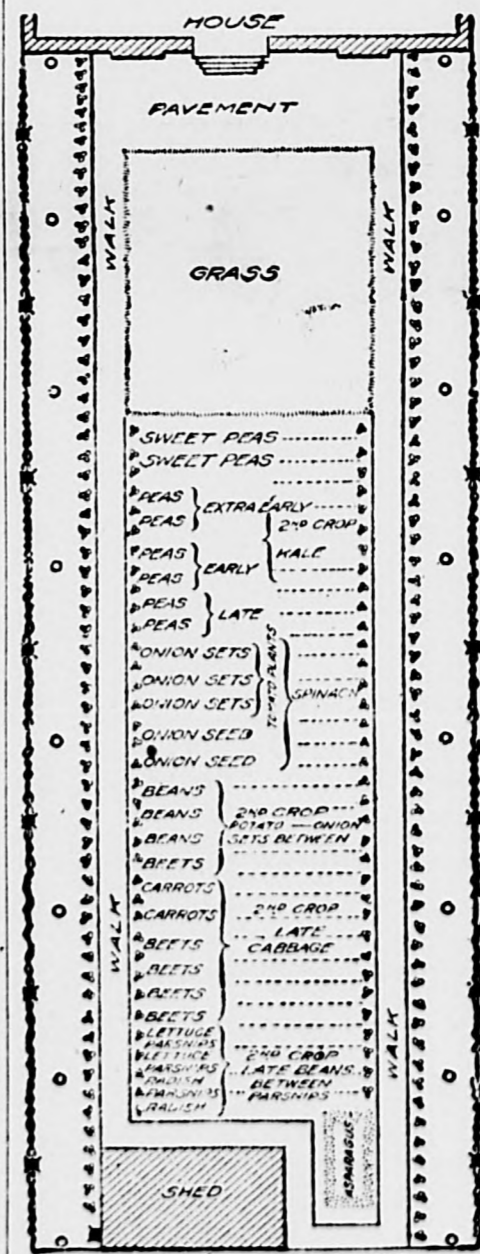 HOUSE
PAVEMENT
WALK
WALK
GRASS
SWEET PEAS
SWEET PEAS
PEAS
PEAS
EXTRA EARLY
2ND CROP
KALE
PEAS
PEAS
EARLY
PEAS
PEAS
LATE
ONION SETS
ONION SETS
ONION SETS
TOMATO PLANTS
SPINACH
ONION SEED
ONION SEED
BEANS
BEANS
BEANS
BEETS
2ND CROP
POTATO — ONION
SETS BETWEEN
CARROTS
CARROTS
BEETS
BEETS
BEETS
BEETS
2ND CROP
LATE
CABBAGE
LETTUCE
PARSNIPS
LETTUCE
PARSNIPS
RADISH
PARSNIPS
RADISH
2ND CROP
LATE BEANS
BETWEEN
PARSNIPS
WALK
WALK
ASPARAGUS
SHED